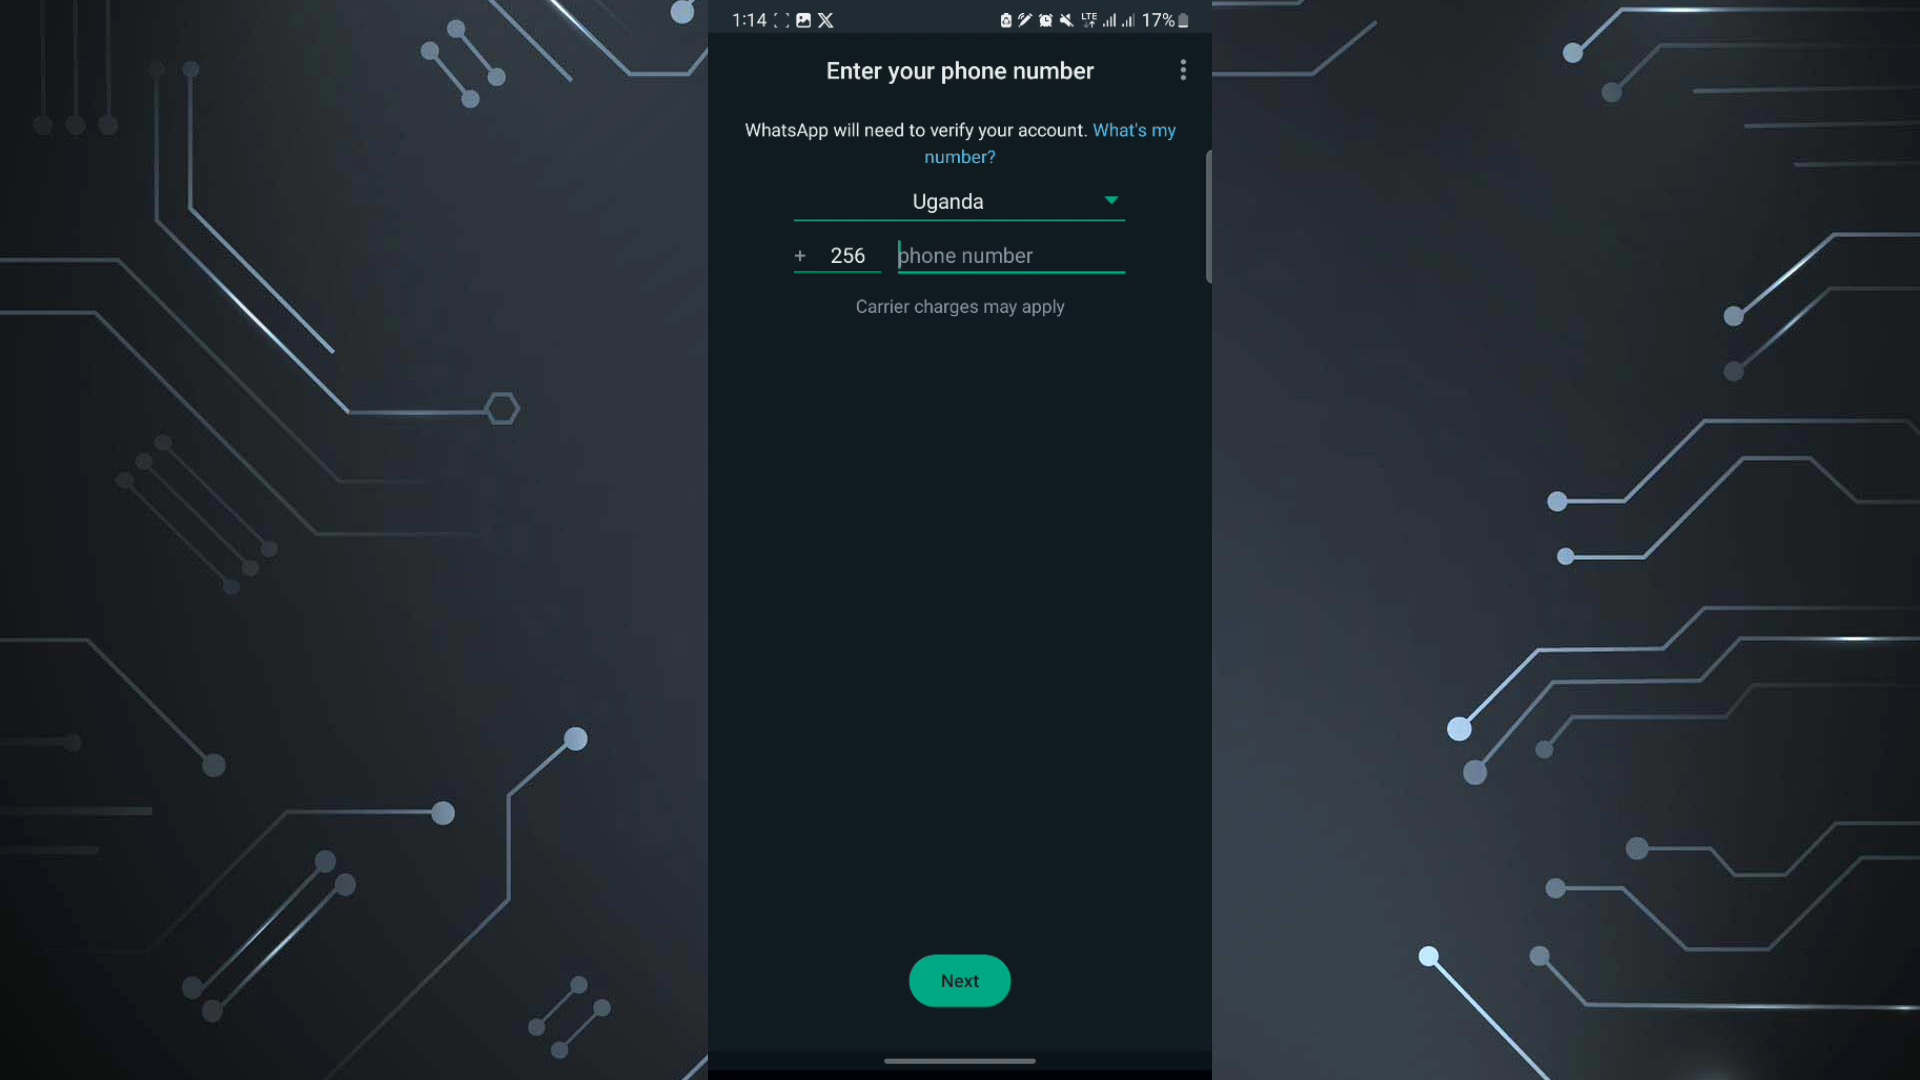 1:14
LTE
17%
Enter your phone number
WhatsApp will need to verify your account. What's my
number?
Uganda
+ 256 phone number
Carrier charges may apply
Next